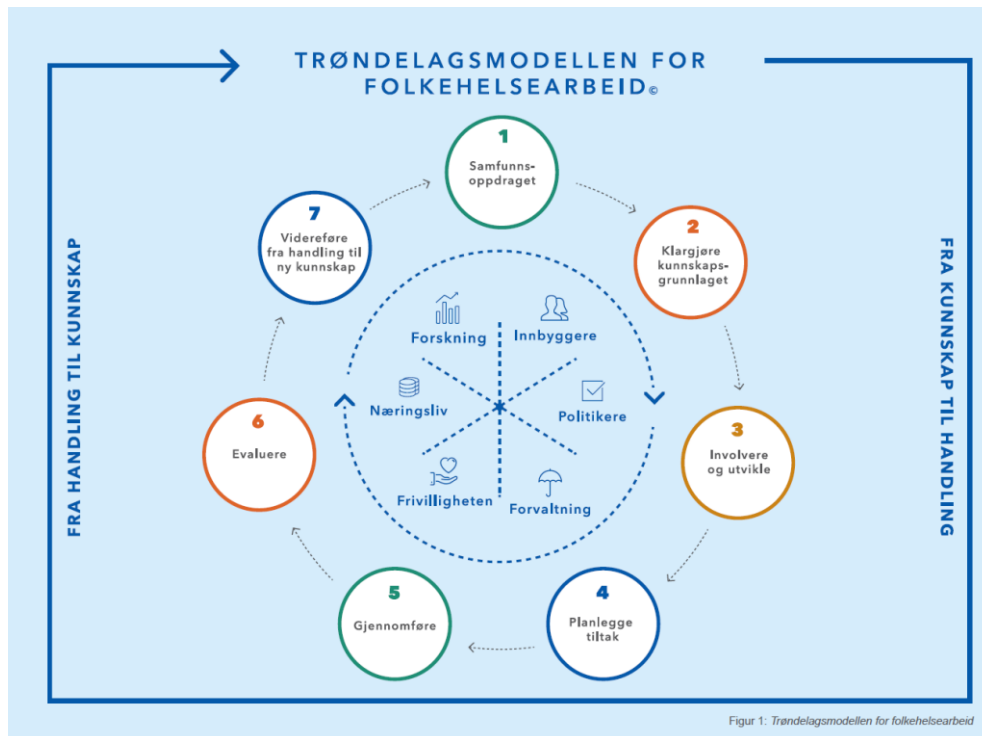 TRØNDELAGSMODELLEN FOR
FOLKEHELSEARBEID©
1
Samfunns-
oppdraget
2
Klargjøre
kunnskaps-
grunnlaget
3
Involvere
og utvikle
4
Planlegge
tiltak
5
Gjennomføre
6
Evaluere
7
Videreføre
fra handling til
ny kunnskap
Forskning
Innbyggere
Næringsliv
Politikere
Frivilligheten
Forvaltning
FRA HANDLING TIL KUNNSKAP
FRA KUNNSKAP TIL HANDLING
Figur 1: Trøndelagsmodellen for folkehelsearbeid